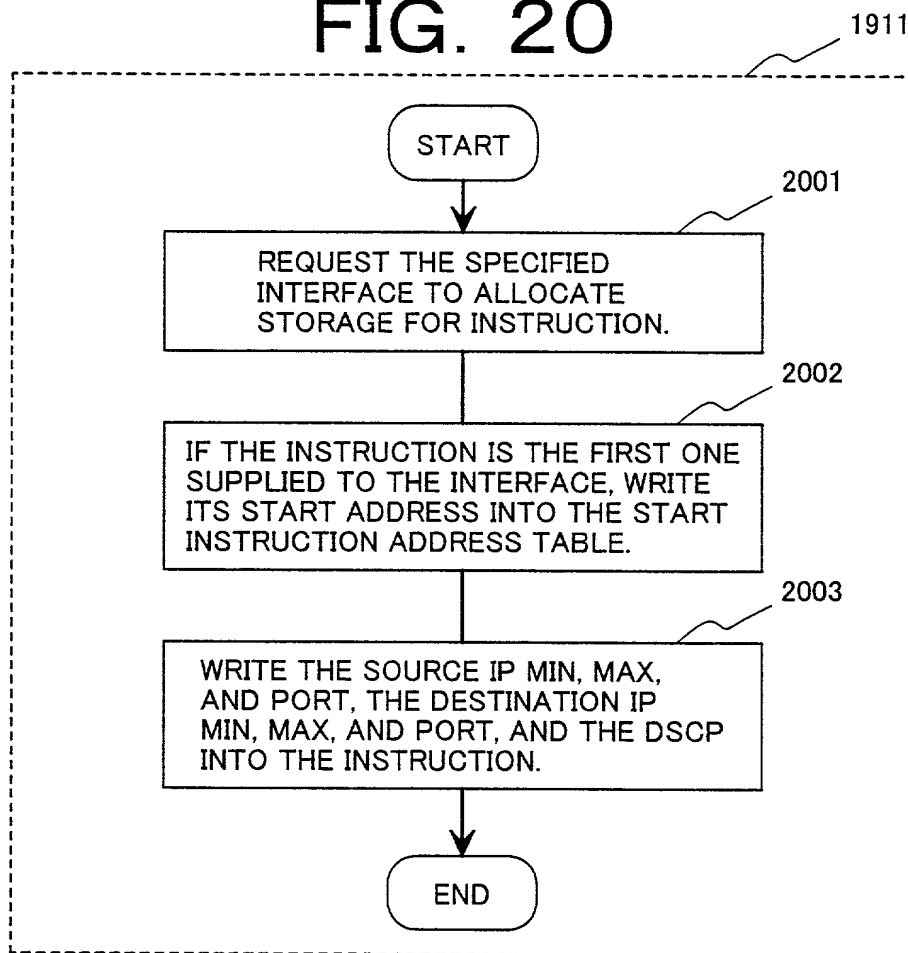 FIG. 20
1911
START
2001
REQUEST THE SPECIFIED
INTERFACE TO ALLOCATE
STORAGE FOR INSTRUCTION.
2002
IF THE INSTRUCTION IS THE FIRST ONE
SUPPLIED TO THE INTERFACE, WRITE
ITS START ADDRESS INTO THE START
INSTRUCTION ADDRESS TABLE.
2003
WRITE THE SOURCE IP MIN, MAX,
AND PORT, THE DESTINATION IP
MIN, MAX, AND PORT, AND THE DSCP
INTO THE INSTRUCTION.
END